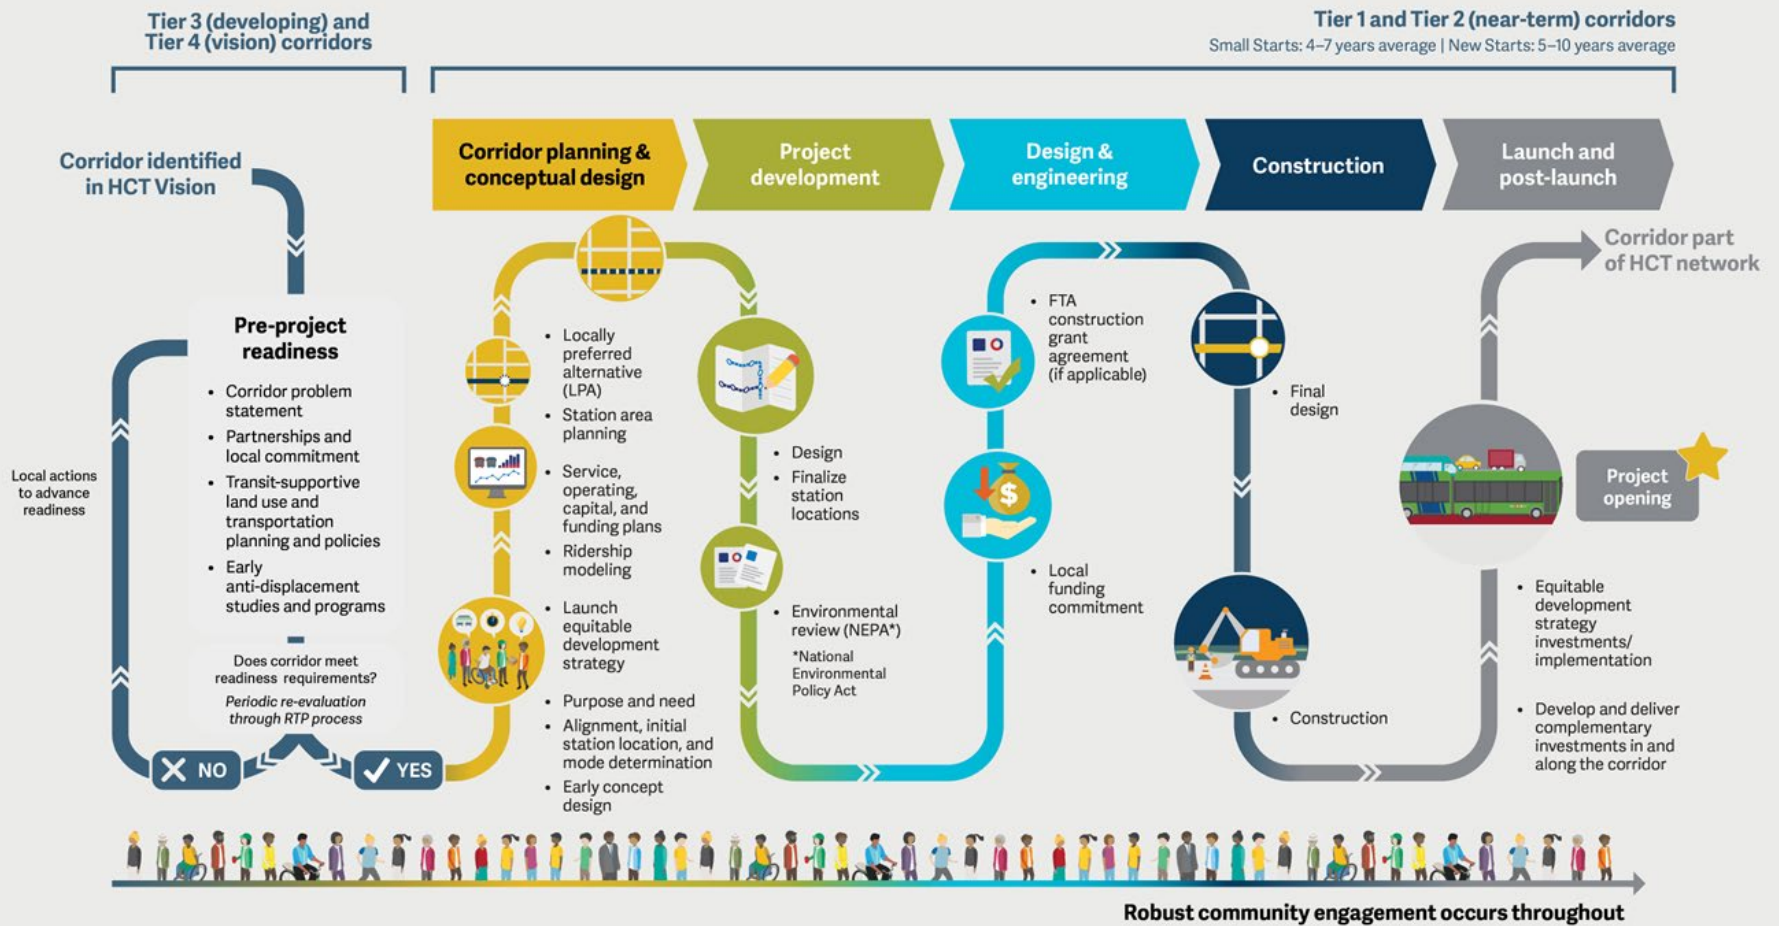 Tier 3 (developing) and
Tier 4 (vision) corridors
Tier 1 and Tier 2 (near-term) corridors
Small Starts: 4–7 years average | New Starts: 5–10 years average
Corridor identified
in HCT Vision
Corridor planning &
conceptual design
Project
development
Design &
engineering
Construction
Launch and
post-launch
Pre-project
readiness
• Corridor problem
statement
• Partnerships and
local commitment
• Transit-supportive
land use and
transportation
planning and policies
• Early
anti-displacement
studies and programs
Does corridor meet
readiness requirements?
Periodic re-evaluation
through RTP process
Local actions
to advance
readiness
NO
YES
• Locally
preferred
alternative
(LPA)
• Station area
planning
• Service,
operating,
capital, and
funding plans
• Ridership
modeling
• Launch
equitable
development
strategy
• Purpose and need
• Alignment, initial
station location, and
mode determination
• Early concept
design
• Design
• Finalize
station
locations
• Environmental
review (NEPA*)
*National
Environmental
Policy Act
• FTA
construction
grant
agreement
(if applicable)
$
• Local
funding
commitment
• Final
design
• Construction
Corridor part
of HCT network
Project
opening
• Equitable
development
strategy
investments/
implementation
• Develop and deliver
complementary
investments in and
along the corridor
Robust community engagement occurs throughout